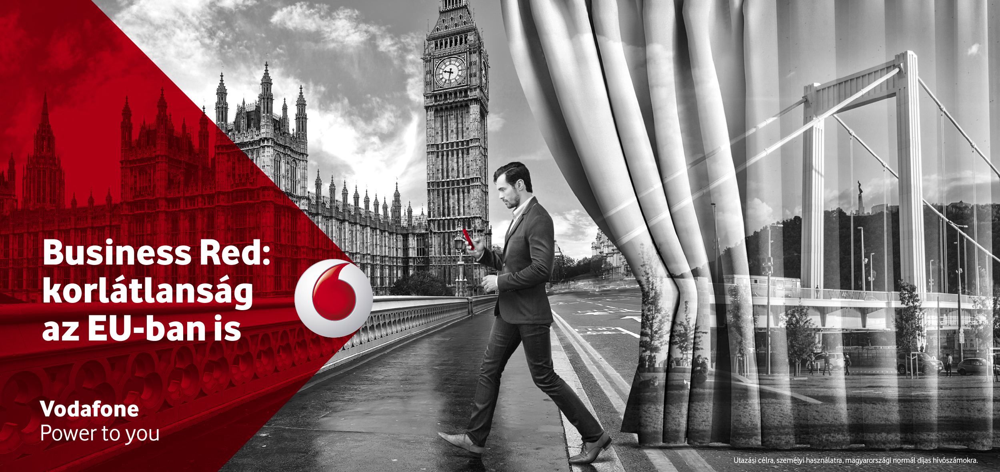 Business Red:
korlátlanság
az EU-ban is
Vodafone
Power to you
Utazási célra, személyi használatra, magyarországi normál díjas hívószámokra.